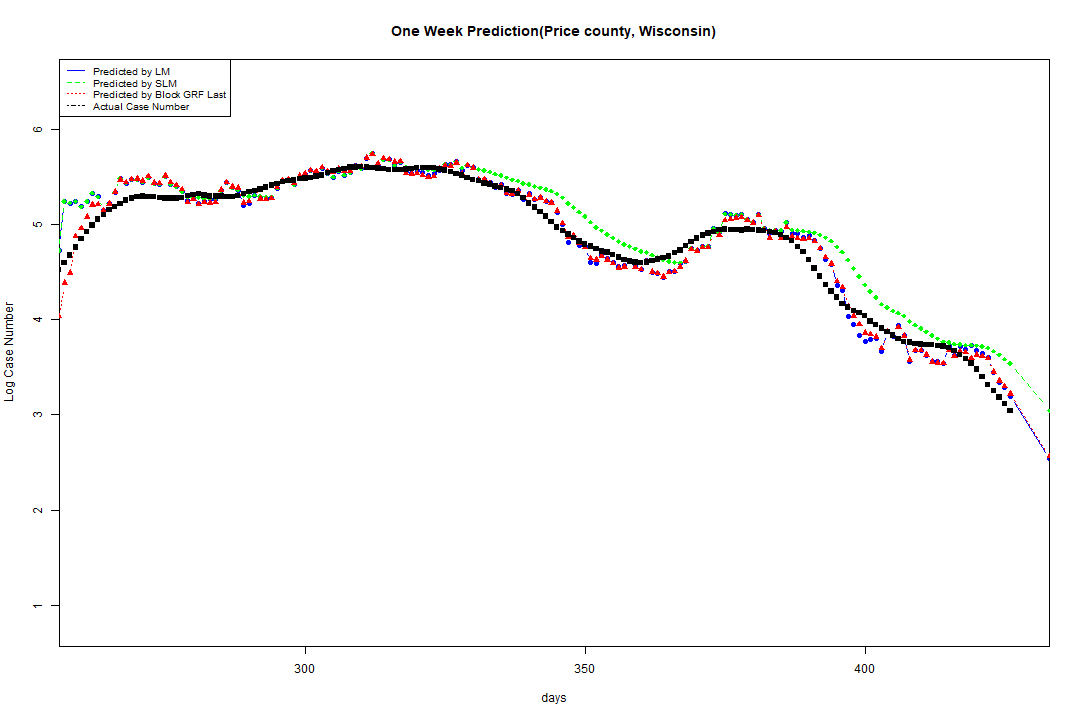 One Week Prediction(Price county, Wisconsin)
Predicted by LM
Predicted by SLM
Predicted by Block GRF Last
Actual Case Number
Log Case Number
6
5
4
3
2
1
300 350 400
days